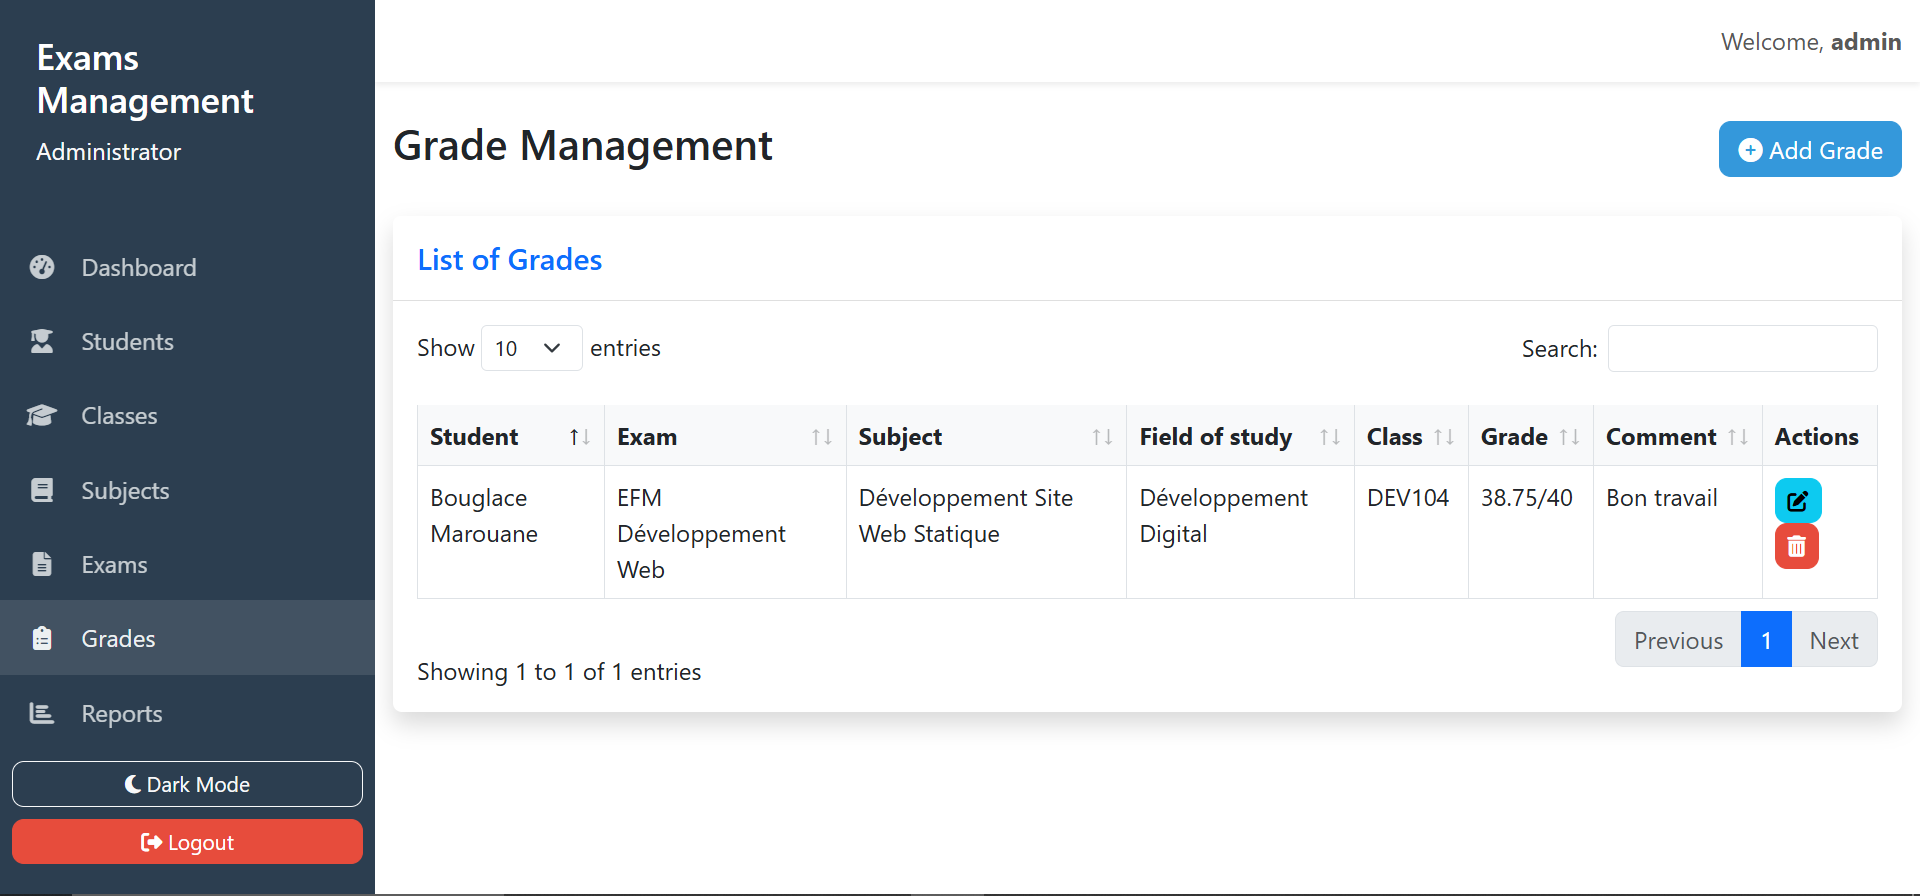 Exams
Management
Administrator
Dashboard
Students
Classes
Subjects
Exams
Grades
Reports
Dark Mode
Logout
Welcome, admin
Grade Management
Add Grade
List of Grades
Show 10 entries
Search:
Student Exam Subject Field of study Class Grade Comment Actions
Bouglace EFM Développement Site Développement DEV104 38.75/40 Bon travail
Marouane Développement Web Statique Digital
Web
Previous 1 Next
Showing 1 to 1 of 1 entries